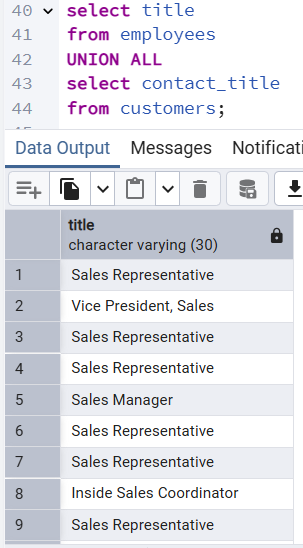 40 select title
41 from employees
42 UNION ALL
43 select contact_title
44 from customers;
Data Output Messages Notificati
title
character varying (30)
1 Sales Representative
2 Vice President, Sales
3 Sales Representative
4 Sales Representative
5 Sales Manager
6 Sales Representative
7 Sales Representative
8 Inside Sales Coordinator
9 Sales Representative